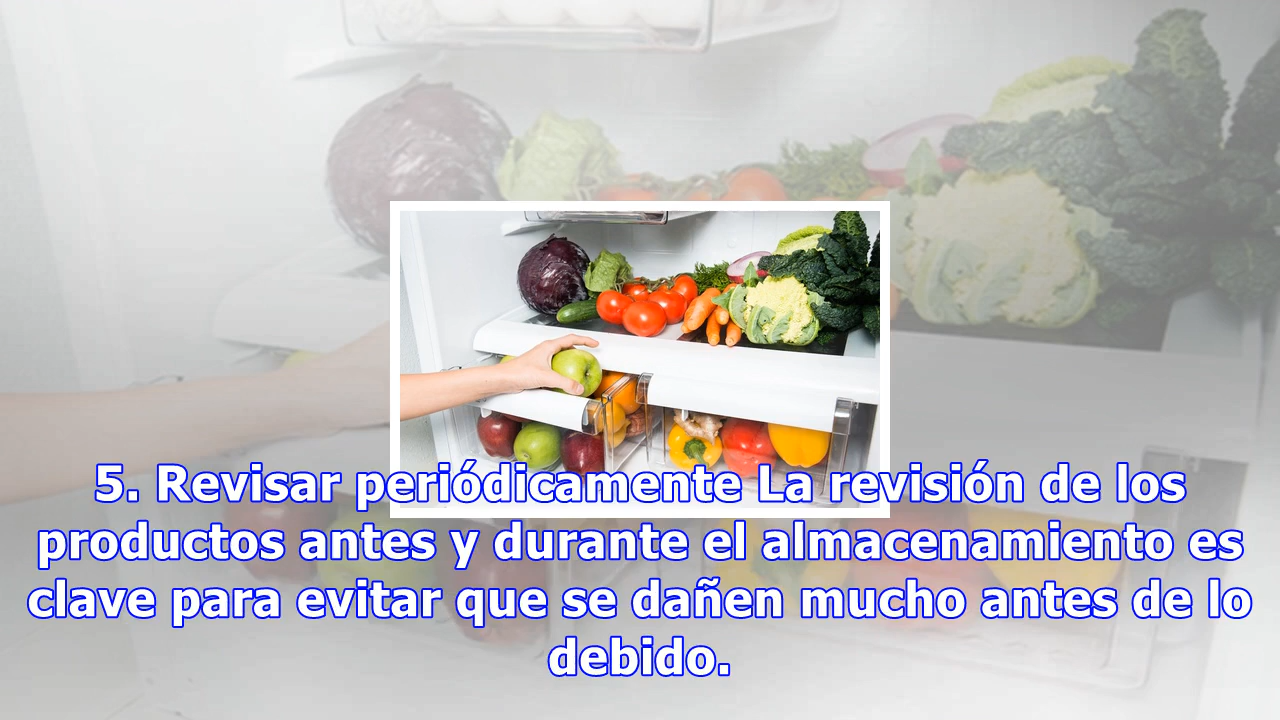 5. Revisar periódicamente La revisión de los
productos antes y durante el almacenamiento es
clave para evitar que se dañen mucho antes de lo
debido.